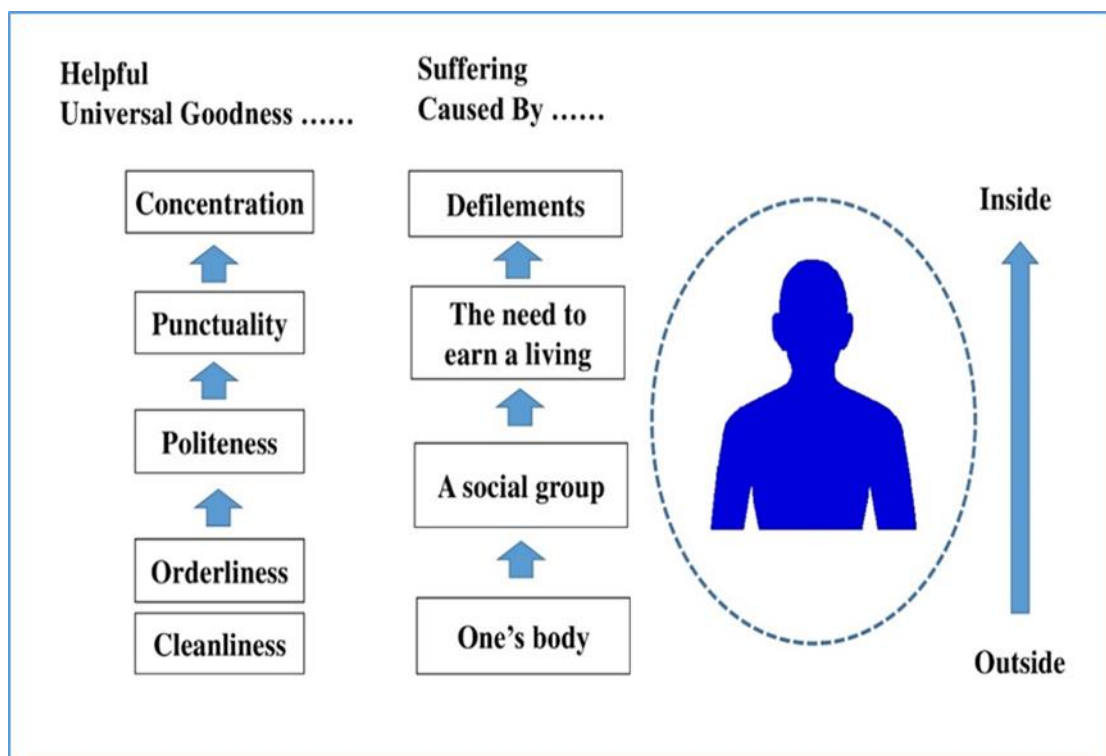 Helpful
Universal Goodness ……
Concentration
Punctuality
Politeness
Orderliness
Cleanliness
Suffering
Caused By ……
Defilements
The need to
earn a living
A social group
One’s body
Inside
Outside